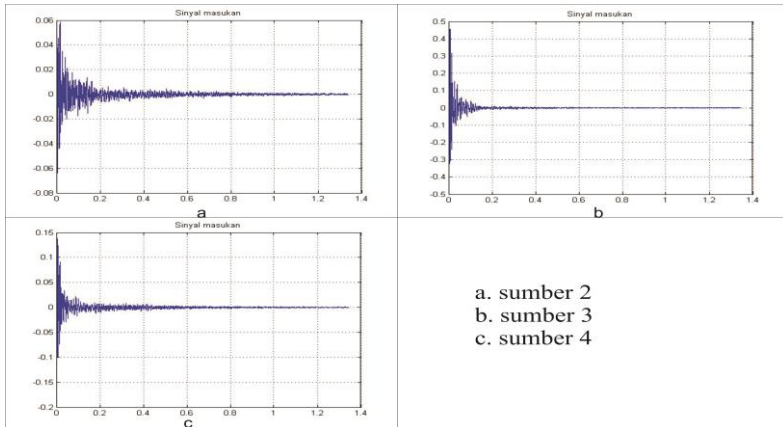 Sinyal masukan
0.06
0.04
0.02
0
-0.02
-0.04
-0.06
-0.08
0 0.2 0.4 0.6 0.8 1 1.2 1.4
a
Sinyal masukan
0.5
0.4
0.3
0.2
0.1
0
-0.1
-0.2
-0.3
-0.4
-0.5
0 0.2 0.4 0.6 0.8 1 1.2 1.4
b
Sinyal masukan
0.15
0.1
0.05
0
-0.05
-0.1
-0.15
-0.2
0 0.2 0.4 0.6 0.8 1 1.2 1.4
c
a. sumber 2
b. sumber 3
c. sumber 4